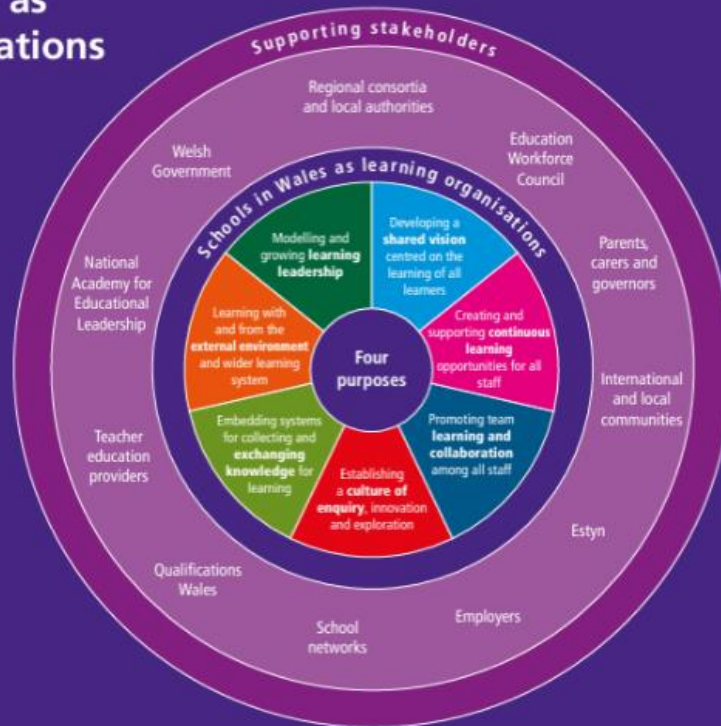 as
ations
Supporting stakeholders
Regional consortia
and local authorities
Education
Workforce
Council
Parents,
carers and
governors
International
and local
communities
Estyn
Employers
School
networks
Qualifications
Wales
Teacher
education
providers
National
Academy for
Educational
Leadership
Welsh
Government
Schools in Wales as learning organisations
Developing a
shared vision
centred on the
learning of all
learners
Creating and
supporting continuous
learning
opportunities for all
staff
Promoting team
learning and
collaboration
among all staff
Establishing
a culture of
enquiry, innovation
and exploration
Embedding systems
for collecting and
exchanging
knowledge for
learning
Learning with
and from the
external environment
and wider learning
system
Modelling and
growing learning
leadership
Four
purposes